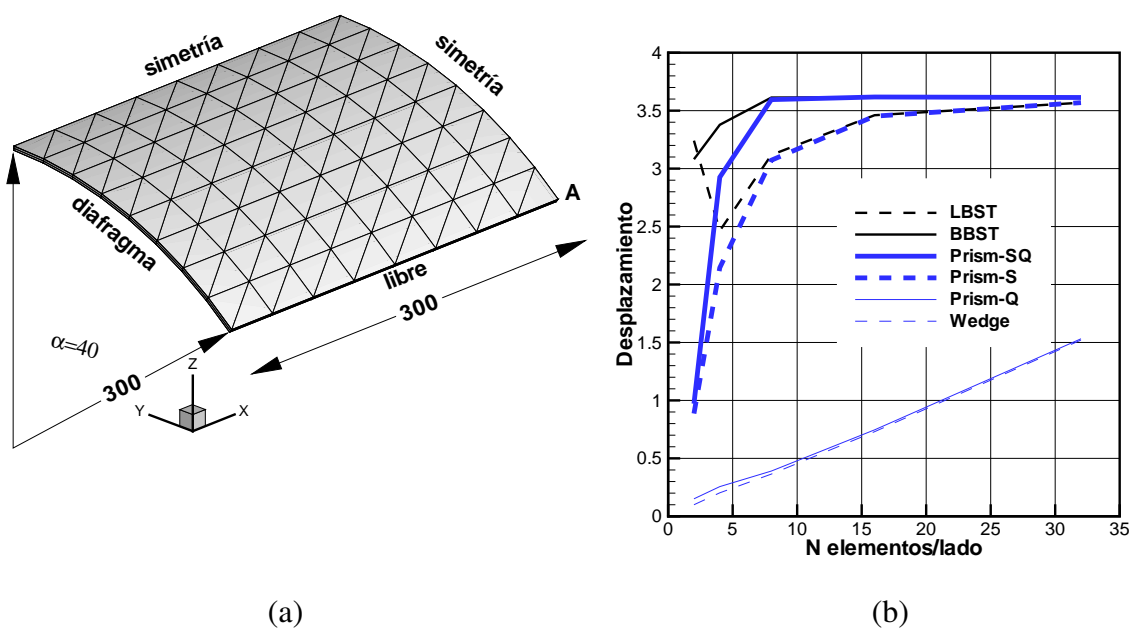 simetría
simetría
A
diafragma
libre
300
α=40
300
Z
Y
X
(a)
4
3.5
3
2.5
2
1.5
1
0.5
0
Desplazamiento
LBST
BBST
Prism-SQ
Prism-S
Prism-Q
Wedge
0 5 10 15 20 25 30 35
N elementos/lado
(b)